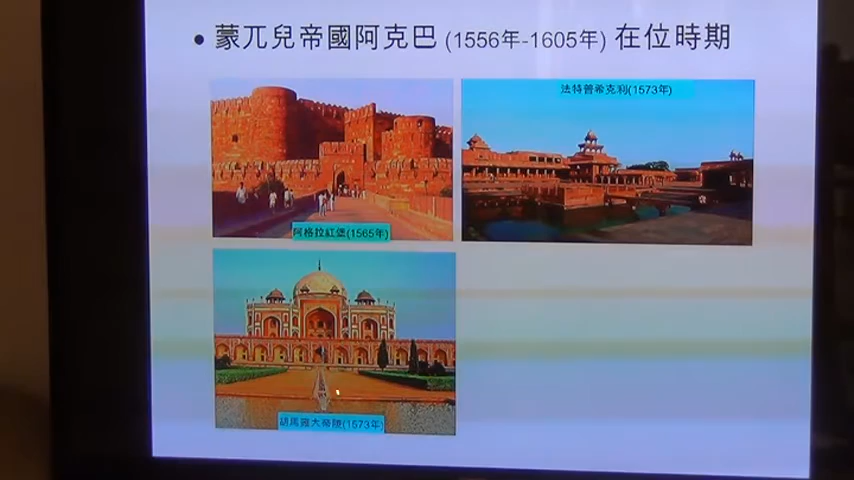 • 蒙兀兒帝國阿克巴 (1556年-1605年) 在位時期
法特普希克利(1573年)
阿格拉紅堡(1565年)
胡馬雍大帝陵(1573年)